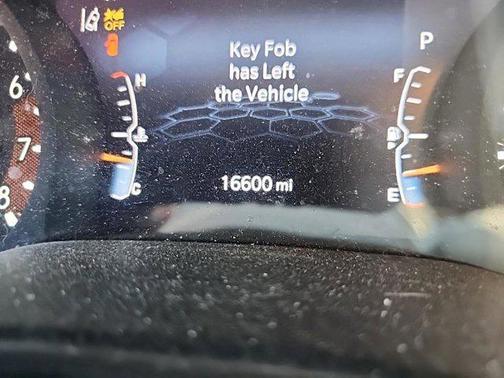 OFF
Key Fob
P
has Left
H
F
the Vehicle
6
7
8
16600 mi
C
E